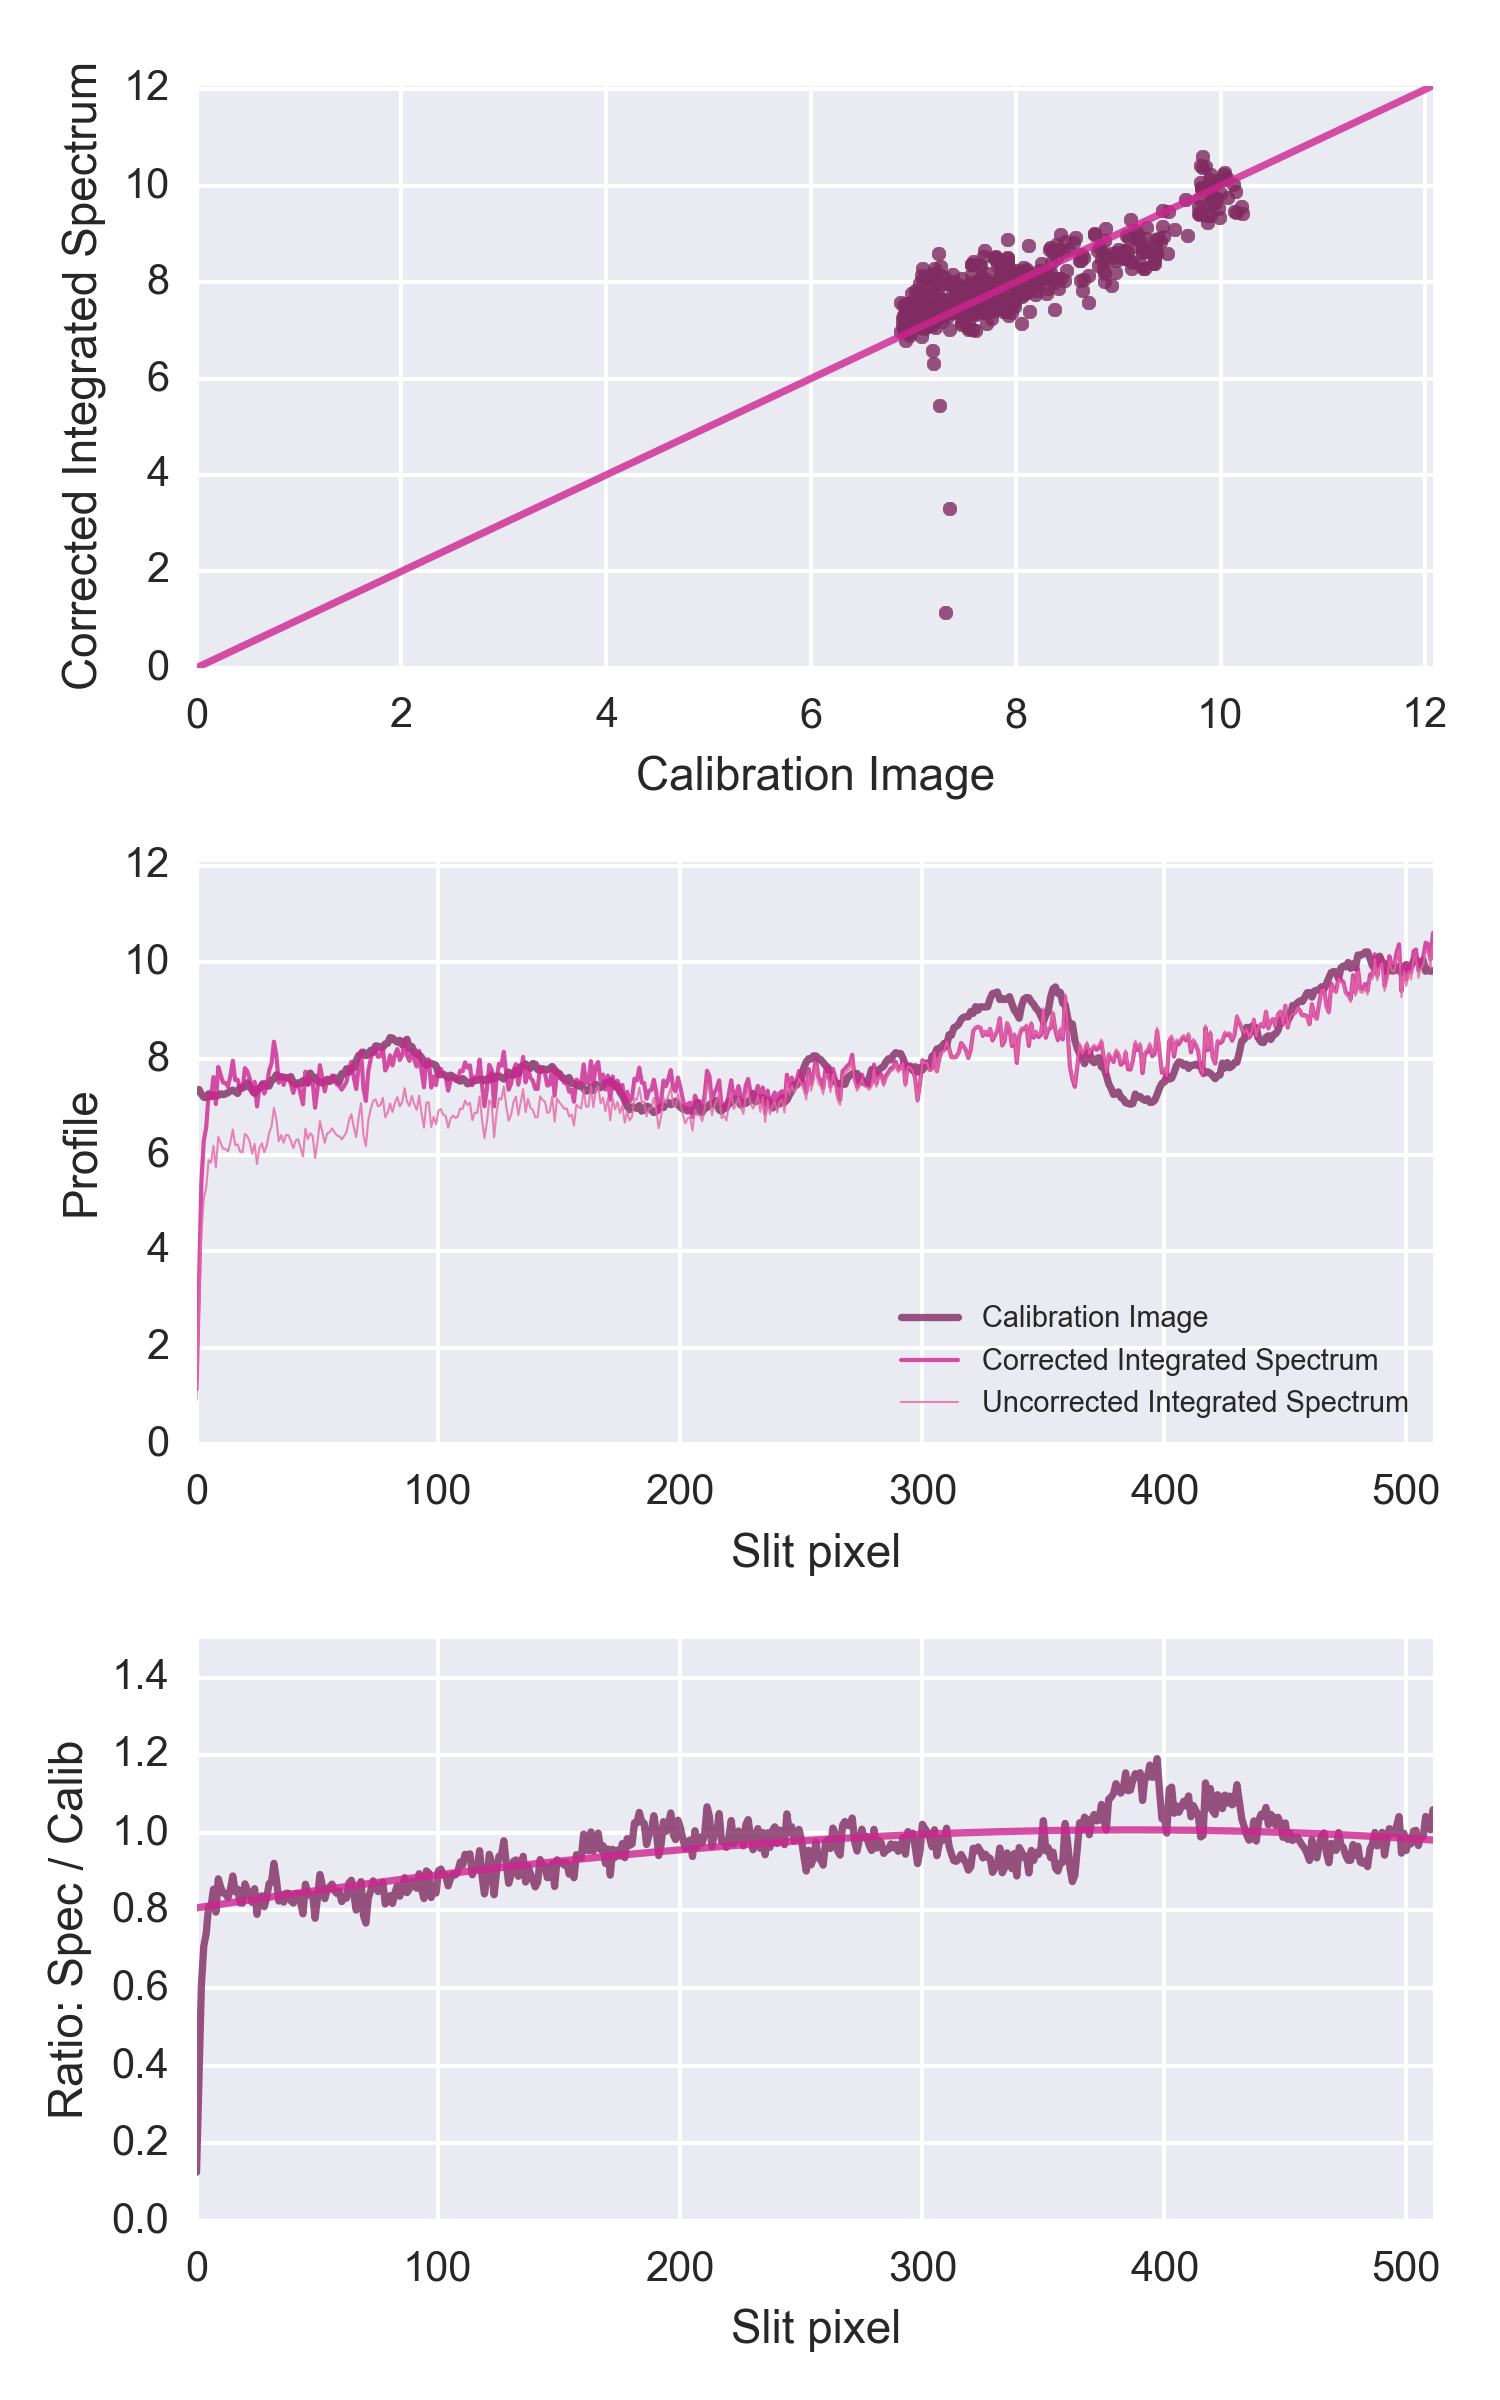 Corrected Integrated Spectrum
12
10
8
6
4
2
0
0 2 4 6 8 10 12
Calibration Image
Profile
12
10
8
6
4
2
0
Calibration Image
Corrected Integrated Spectrum
Uncorrected Integrated Spectrum
0 100 200 300 400 500
Slit pixel
Ratio: Spec / Calib
1.4
1.2
1.0
0.8
0.6
0.4
0.2
0.0
0 100 200 300 400 500
Slit pixel